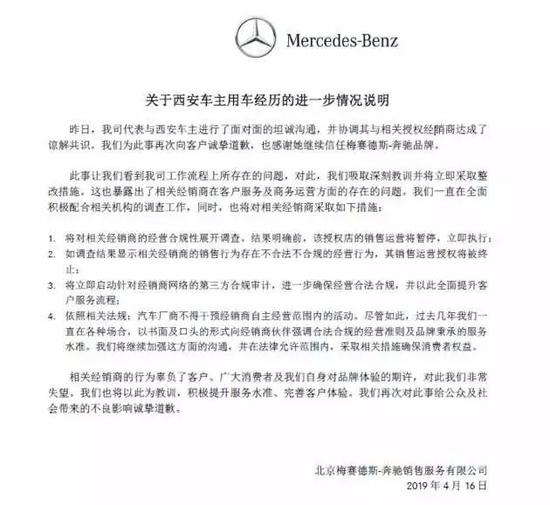 Mercedes-Benz
关于西安车主用车经历的进一步情况说明
昨日，我司代表与西安车主进行了面对面的坦诚沟通，并协调其与相关授权经销商达成了
谅解共识。我们为此事再次向客户诚挚道歉，也感谢她继续信任梅赛德斯-奔驰品牌。
此事让我们看到我司工作流程上所存在的问题，对此，我们吸取深刻教训并将立即采取整
改措施。这也暴露出了相关经销商在客户服务及商务运营方面的存在的问题。我们一直在全面
积极配合相关机构的调查工作，同时，也将对相关经销商采取如下措施：
1. 将对相关经销商的经营合规性展开调查。结果明确前，该授权店的销售运营将暂停，立即执行；
2. 如调查结果显示相关经销商的销售行为存在不合法不合规的经营行为，其销售运营授权将被终
止；
3. 将立即启动针对经销商网络的第三方合规审计，进一步确保经营合法合规，并以此全面提升客
户服务流程；
4. 依照相关法规：汽车厂商不得干预经销商自主经营范围内的活动。尽管如此，过去几年我们一
直在各种场合，以书面及口头的形式向经销商伙伴强调合法合规的经营准则及品牌秉承的服务
水准。我们将继续加强这方面的沟通，并在法律允许范围内，采取相关措施确保消费者权益。
相关经销商的行为辜负了客户、广大消费者及我们自身对品牌体验的期许，对此我们非常
失望。我们也将以此为教训，积极提升服务水准、完善客户体验。我们再次对此事给公众及社
会带来的不良影响诚挚道歉。
北京梅赛德斯-奔驰销售服务有限公司
2019 年 4 月 16 日